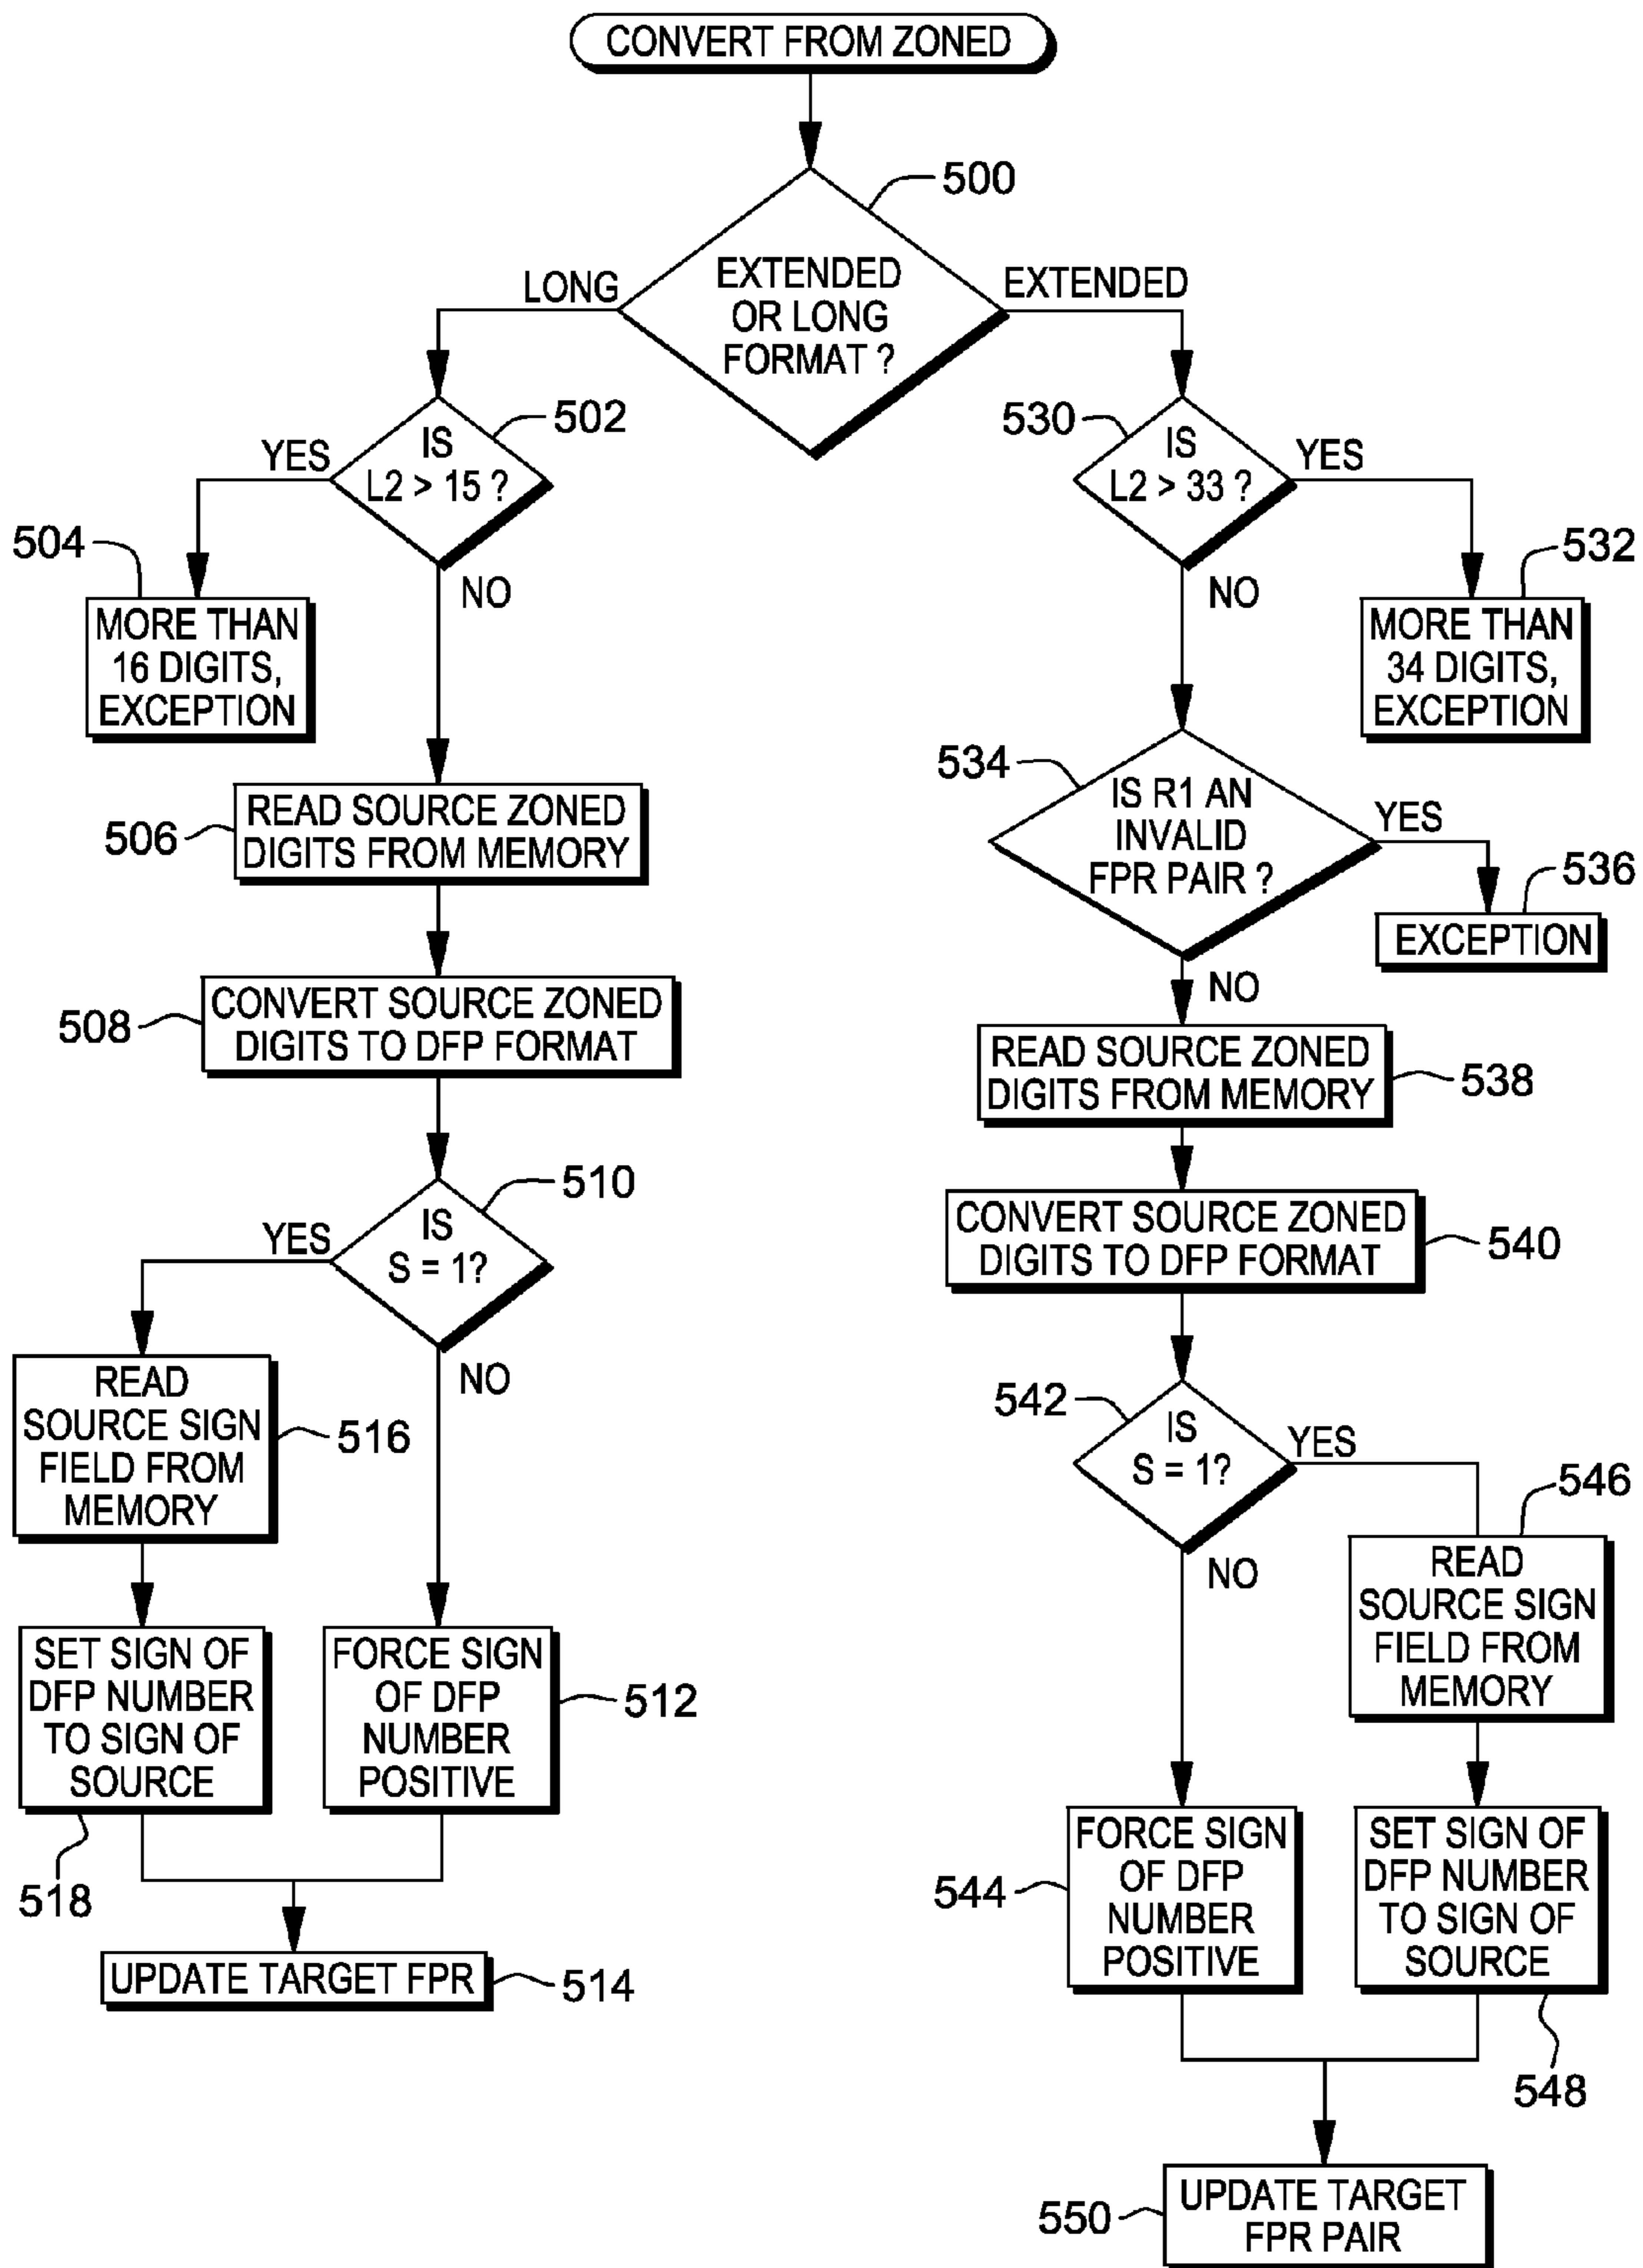 CONVERT FROM ZONED
500
EXTENDED
OR LONG
FORMAT ?
LONG
EXTENDED
502
IS
L2 > 15 ?
YES
NO
504
MORE THAN
16 DIGITS,
EXCEPTION
506
READ SOURCE ZONED
DIGITS FROM MEMORY
508
CONVERT SOURCE ZONED
DIGITS TO DFP FORMAT
510
IS
S = 1?
YES
NO
READ
SOURCE SIGN
FIELD FROM
MEMORY
516
SET SIGN OF
DFP NUMBER
TO SIGN OF
SOURCE
518
FORCE SIGN
OF DFP
NUMBER
POSITIVE
512
UPDATE TARGET FPR
514
530
IS
L2 > 33 ?
YES
NO
532
MORE THAN
34 DIGITS,
EXCEPTION
534
IS R1 AN
INVALID
FPR PAIR ?
YES
NO
536
EXCEPTION
READ SOURCE ZONED
DIGITS FROM MEMORY
538
CONVERT SOURCE ZONED
DIGITS TO DFP FORMAT
540
542
IS
S = 1?
YES
NO
546
READ
SOURCE SIGN
FIELD FROM
MEMORY
544
FORCE SIGN
OF DFP
NUMBER
POSITIVE
SET SIGN OF
DFP NUMBER
TO SIGN OF
SOURCE
548
550
UPDATE TARGET
FPR PAIR